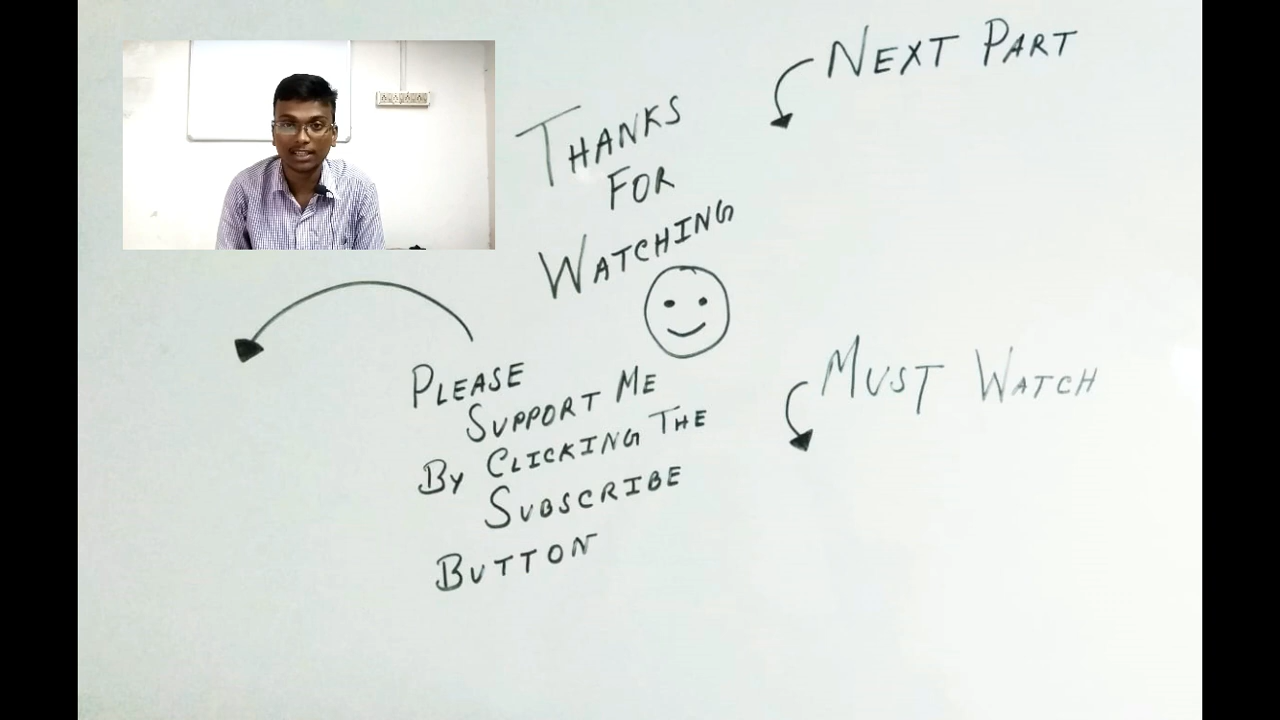 THANKS
FOR
WATCHING
PLEASE
SUPPORT ME
BY CLICKING THE
SUBSCRIBE
BUTTON
NEXT PART
MUST WATCH